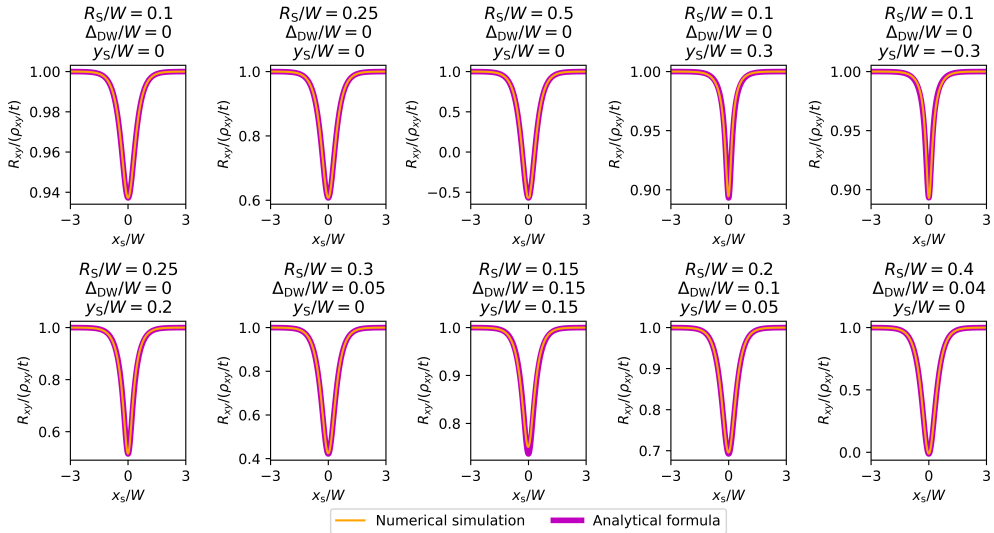 R_S/W = 0.1
Δ_DW/W = 0
y_S/W = 0
1.00
0.98
0.96
0.94
R_xy/(ρ_xy/t)
−3 0 3
x_s/W
R_S/W = 0.25
Δ_DW/W = 0
y_S/W = 0
1.0
0.8
0.6
R_xy/(ρ_xy/t)
−3 0 3
x_s/W
R_S/W = 0.5
Δ_DW/W = 0
y_S/W = 0
1.0
0.5
0.0
−0.5
R_xy/(ρ_xy/t)
−3 0 3
x_s/W
R_S/W = 0.1
Δ_DW/W = 0
y_S/W = 0.3
1.00
0.95
0.90
R_xy/(ρ_xy/t)
−3 0 3
x_s/W
R_S/W = 0.1
Δ_DW/W = 0
y_S/W = −0.3
1.00
0.95
0.90
R_xy/(ρ_xy/t)
−3 0 3
x_s/W
R_S/W = 0.25
Δ_DW/W = 0
y_S/W = 0.2
1.0
0.8
0.6
R_xy/(ρ_xy/t)
−3 0 3
x_s/W
R_S/W = 0.3
Δ_DW/W = 0.05
y_S/W = 0
1.0
0.8
0.6
0.4
R_xy/(ρ_xy/t)
−3 0 3
x_s/W
R_S/W = 0.15
Δ_DW/W = 0.15
y_S/W = 0.15
1.0
0.9
0.8
R_xy/(ρ_xy/t)
−3 0 3
x_s/W
R_S/W = 0.2
Δ_DW/W = 0.1
y_S/W = 0.05
1.0
0.9
0.8
0.7
R_xy/(ρ_xy/t)
−3 0 3
x_s/W
R_S/W = 0.4
Δ_DW/W = 0.04
y_S/W = 0
1.0
0.5
0.0
R_xy/(ρ_xy/t)
−3 0 3
x_s/W
Numerical simulation
Analytical formula